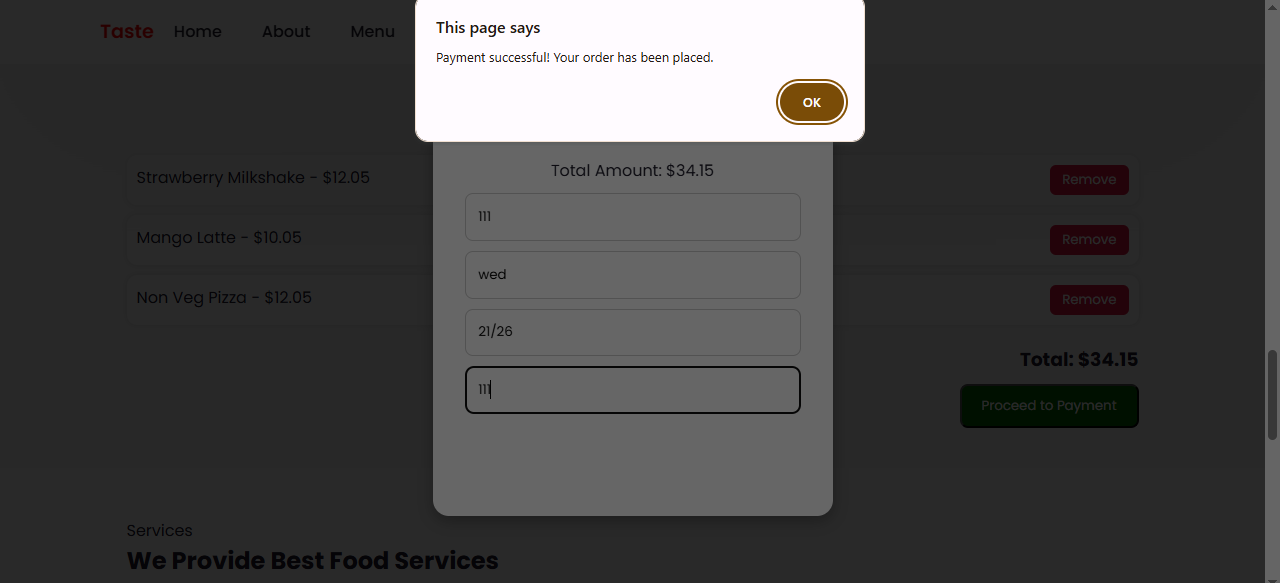 This page says
Payment successful! Your order has been placed.
OK
Taste Home About Menu
Total Amount: $34.15
Strawberry Milkshake - $12.05 Remove
111
Mango Latte - $10.05 Remove
wed
Non Veg Pizza - $12.05 Remove
21/26
Total: $34.15
111
Proceed to Payment
Services
We Provide Best Food Services